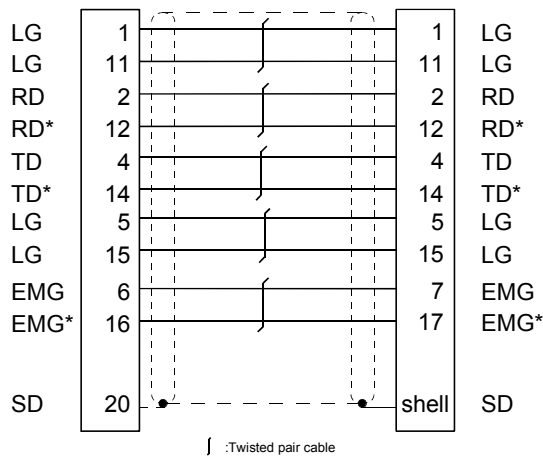 LG 1 1 LG
LG 11 11 LG
RD 2 2 RD
RD* 12 12 RD*
TD 4 4 TD
TD* 14 14 TD*
LG 5 5 LG
LG 15 15 LG
EMG 6 7 EMG
EMG* 16 17 EMG*
SD 20 shell SD
:Twisted pair cable